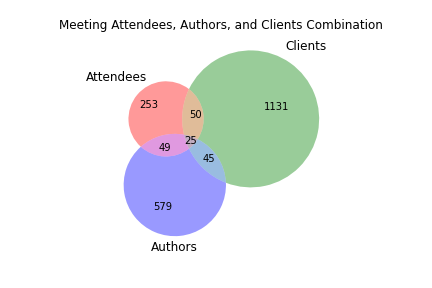 Meeting Attendees, Authors, and Clients Combination
Clients
Attendees
253
50
1131
25
49
45
579
Authors